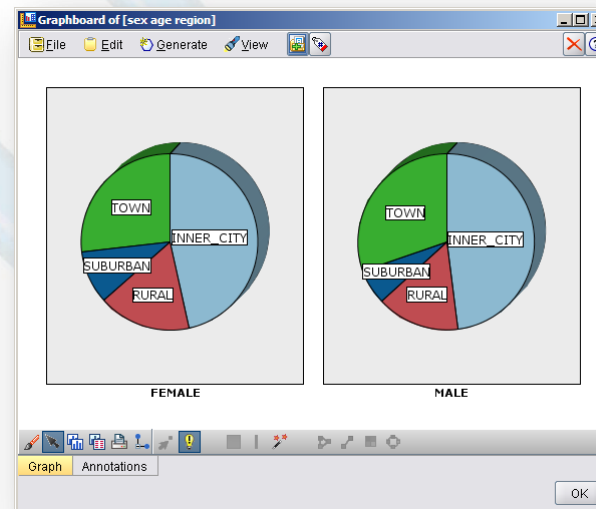 Graphboard of [sex age region]
File Edit Generate View
TOWN
INNER_CITY
SUBURBAN
RURAL
FEMALE
TOWN
INNER_CITY
SUBURBAN
RURAL
MALE
Graph Annotations
OK